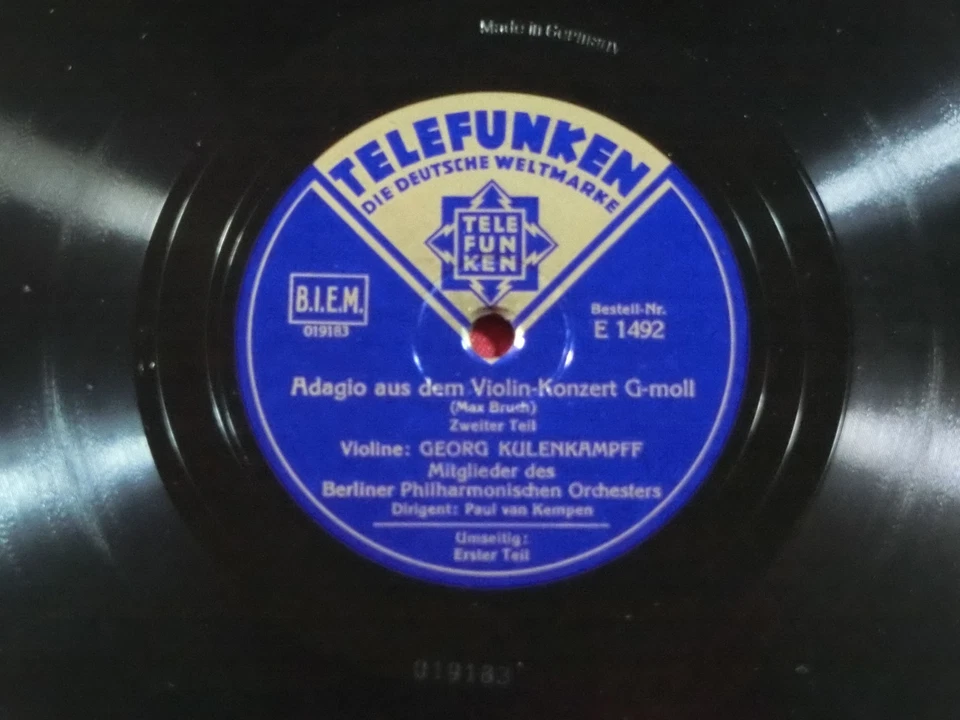 Made in Germany
TELEFUNKEN
DIE DEUTSCHE WELTMARKE
TELE
FUN
KEN
B.I.E.M.
019183
Bestell-Nr.
E 1492
Adagio aus dem Violin-Konzert G-moll
(Max Bruch)
Zweiter Teil
Violine: GEORG KULENKAMPFF
Mitglieder des
Berliner Philharmonischen Orchesters
Dirigent: Paul van Kempen
Umseitig:
Erster Teil
019183